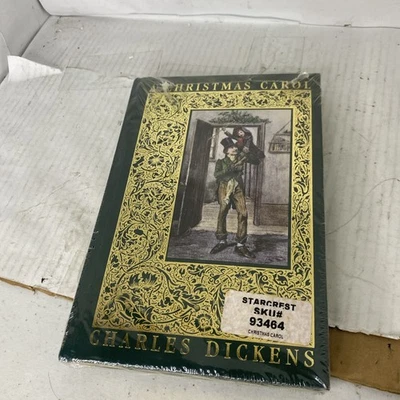 A CHRISTMAS CAROL
STARCREST
SKU#
93464
CHRISTMAS CAROL
CHARLES DICKENS